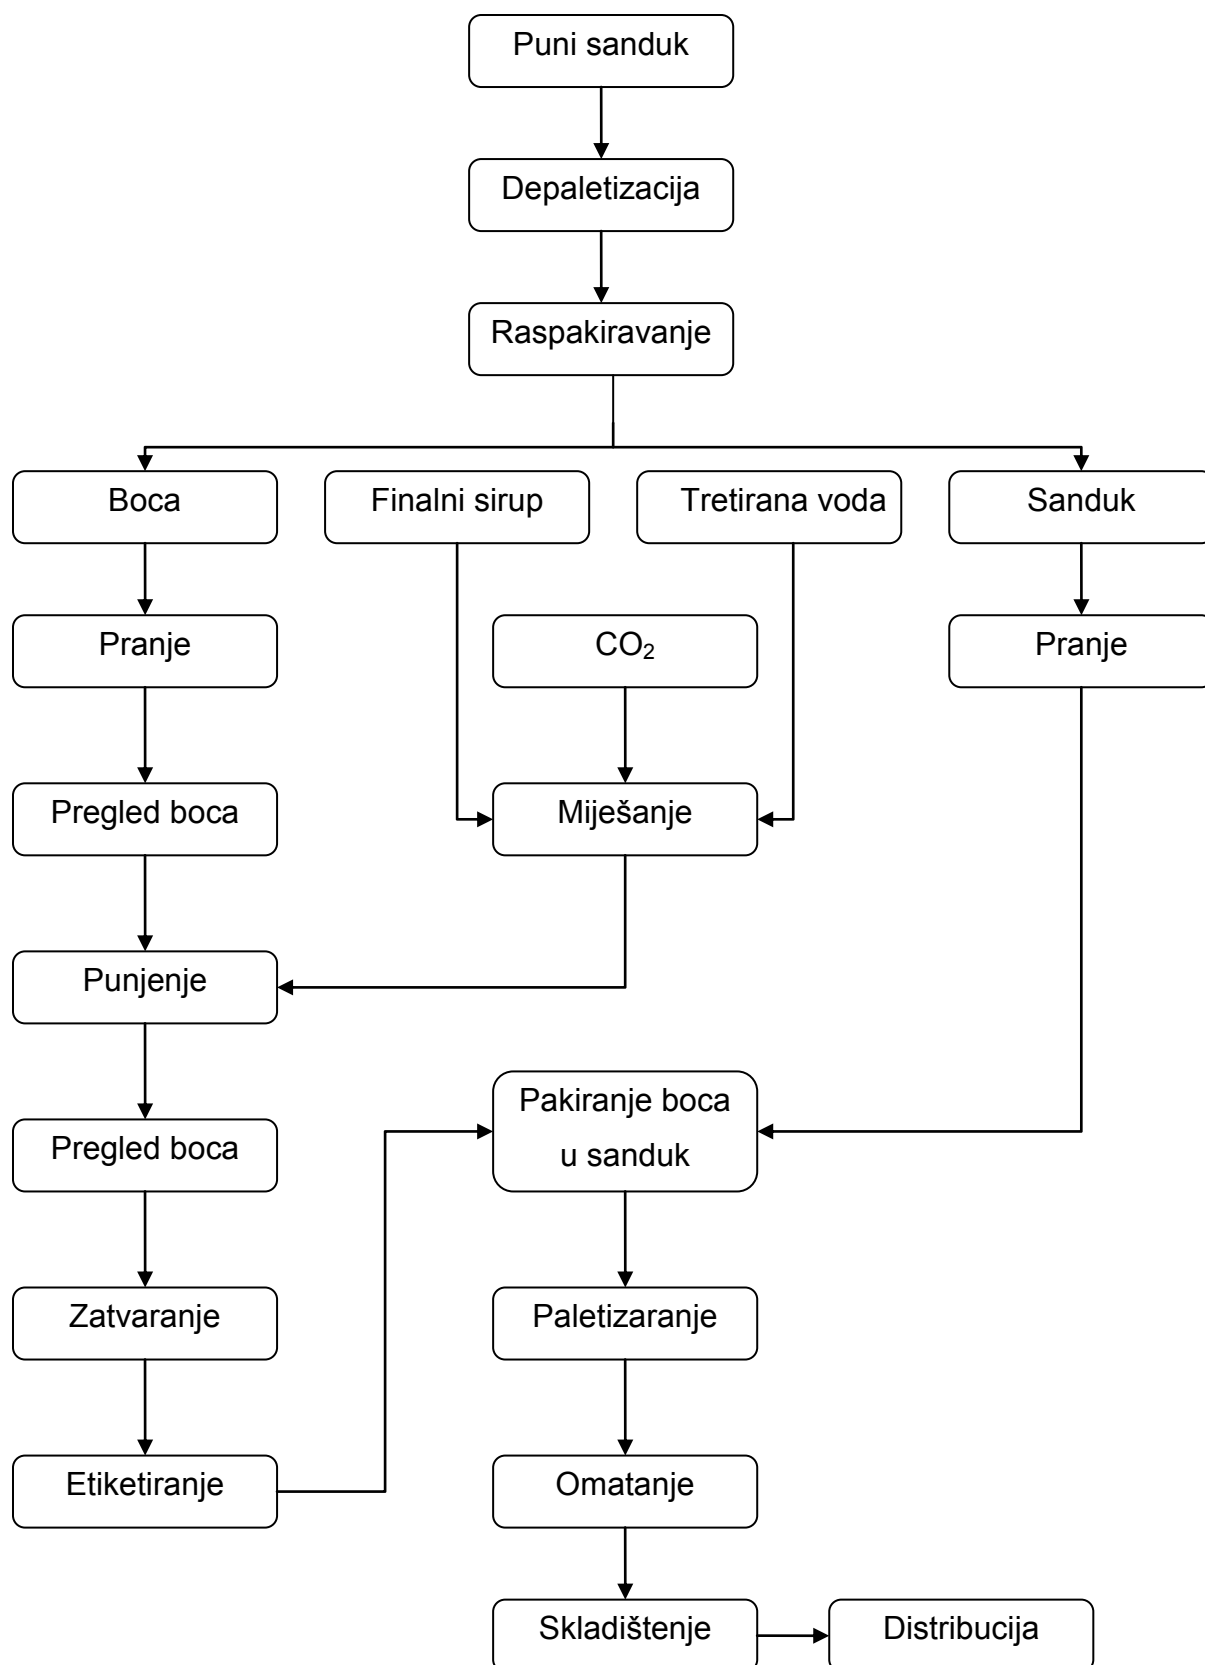 Puni sanduk
Depaletizacija
Raspakiravanje
Boca
Finalni sirup
Tretirana voda
Sanduk
Pranje
CO₂
Pranje
Pregled boca
Miješanje
Punjenje
Pakiranje boca
u sanduk
Pregled boca
Zatvaranje
Paletizaranje
Etiketiranje
Omatanje
Skladištenje
Distribucija